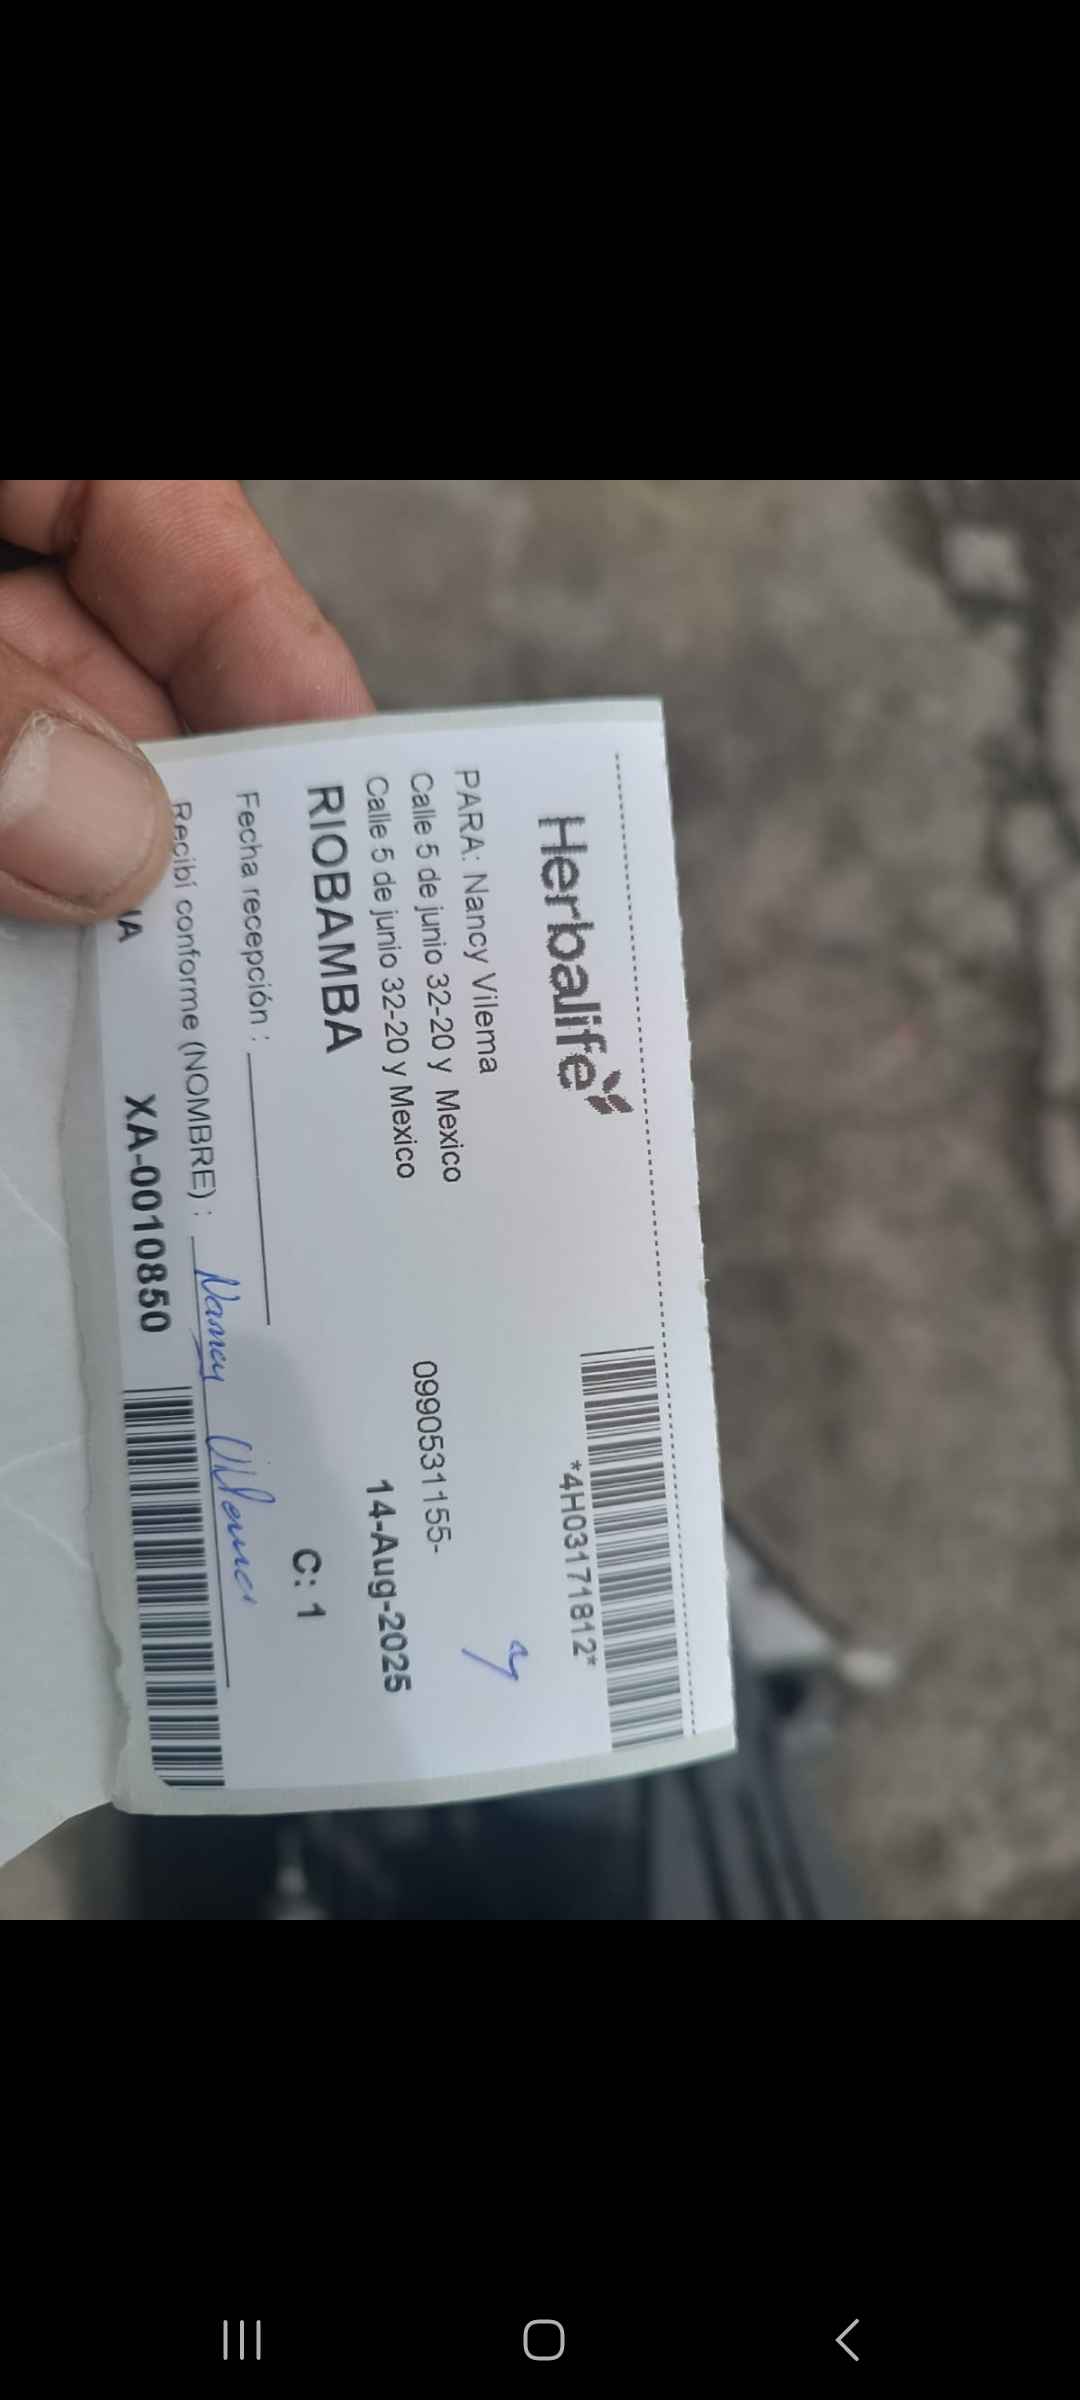 Herbalife
*4H03171812*
PARA: Nancy Vilema
Calle 5 de junio 32-20 y Mexico
0990531155-
Calle 5 de junio 32-20 y Mexico
14-Aug-2025
RIOBAMBA
C: 1
Fecha recepción :
Recibí conforme (NOMBRE) : Nancy Vilema
XA-0010850